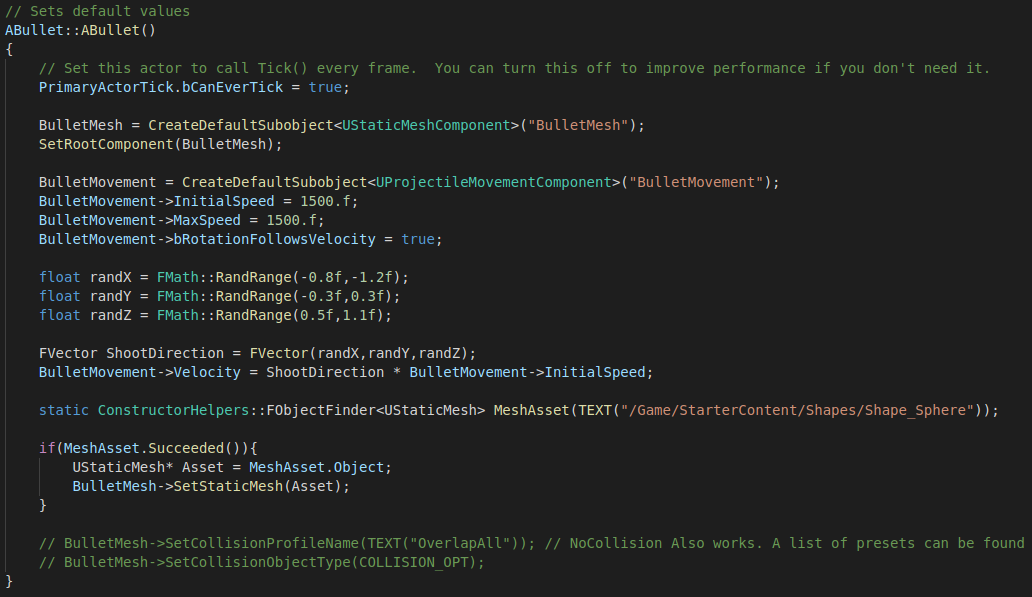 // Sets default values
ABullet::ABullet()
{
    // Set this actor to call Tick() every frame.  You can turn this off to improve performance if you don't need it.
    PrimaryActorTick.bCanEverTick = true;

    BulletMesh = CreateDefaultSubobject<UStaticMeshComponent>("BulletMesh");
    SetRootComponent(BulletMesh);

    BulletMovement = CreateDefaultSubobject<UProjectileMovementComponent>("BulletMovement");
    BulletMovement->InitialSpeed = 1500.f;
    BulletMovement->MaxSpeed = 1500.f;
    BulletMovement->bRotationFollowsVelocity = true;

    float randX = FMath::RandRange(-0.8f,-1.2f);
    float randY = FMath::RandRange(-0.3f,0.3f);
    float randZ = FMath::RandRange(0.5f,1.1f);

    FVector ShootDirection = FVector(randX,randY,randZ);
    BulletMovement->Velocity = ShootDirection * BulletMovement->InitialSpeed;

    static ConstructorHelpers::FObjectFinder<UStaticMesh> MeshAsset(TEXT("/Game/StarterContent/Shapes/Shape_Sphere"));

    if(MeshAsset.Succeeded()){
        UStaticMesh* Asset = MeshAsset.Object;
        BulletMesh->SetStaticMesh(Asset);
    }

    // BulletMesh->SetCollisionProfileName(TEXT("OverlapAll")); // NoCollision Also works. A list of presets can be found
    // BulletMesh->SetCollisionObjectType(COLLISION_OPT);
}